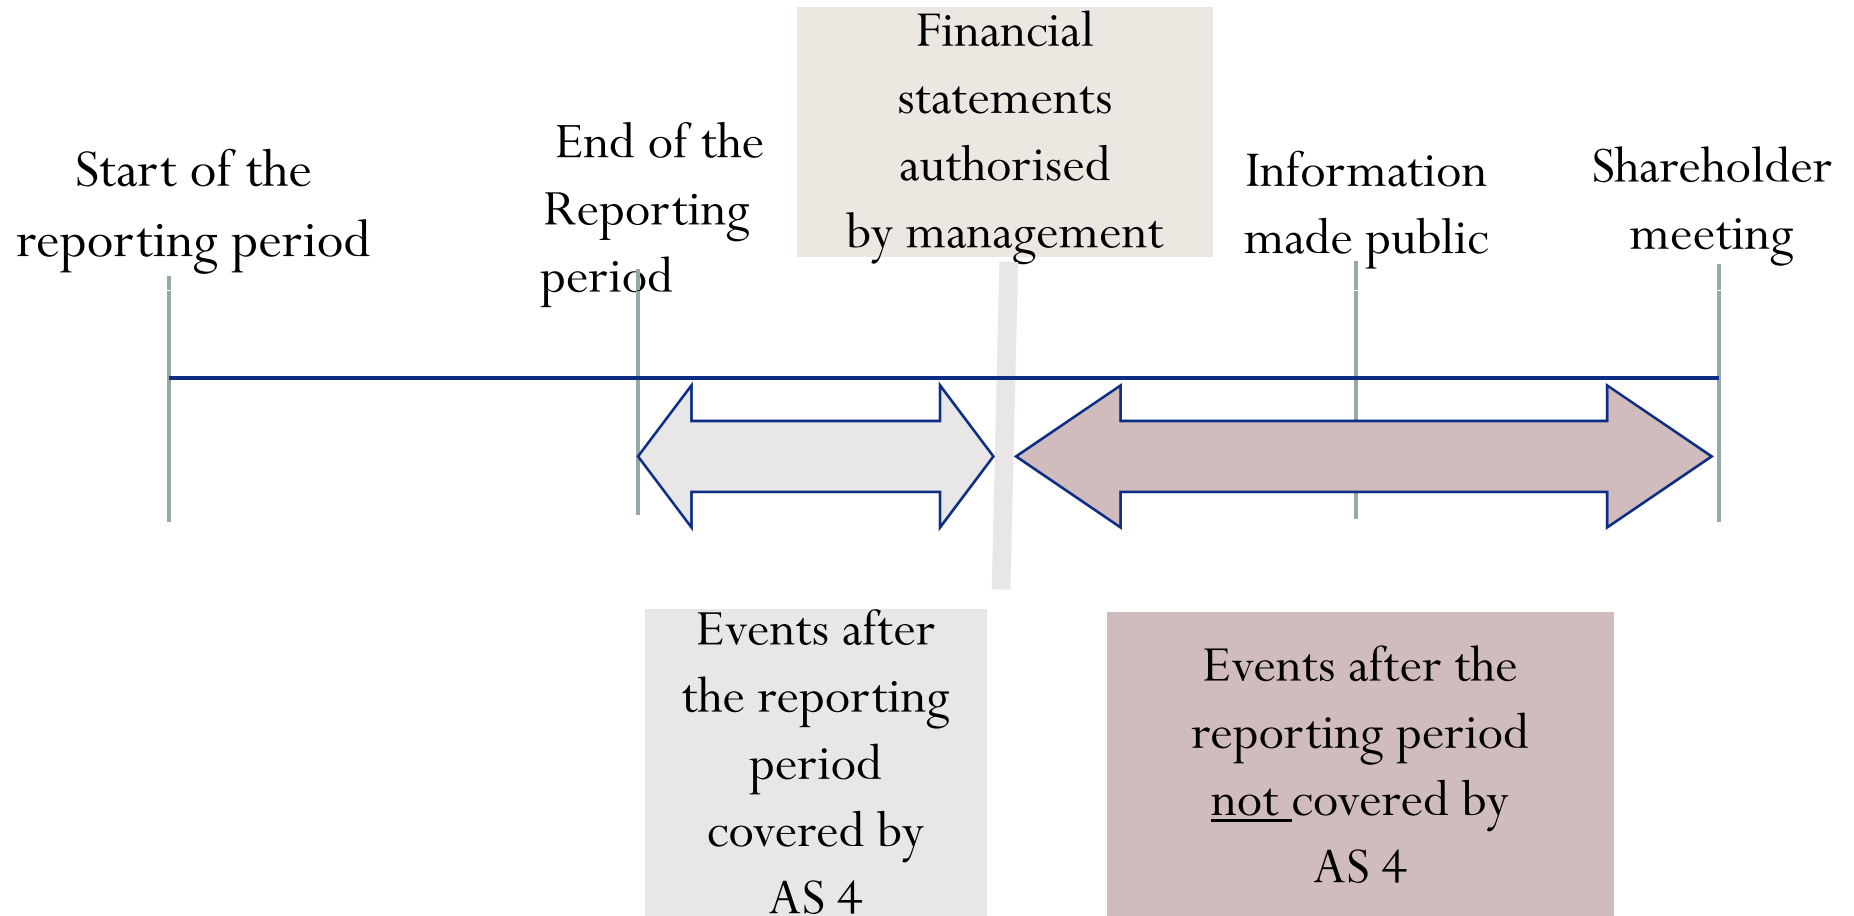 Start of the
reporting period
End of the
Reporting
period
Financial
statements
authorised
by management
Information
made public
Shareholder
meeting
Events after
the reporting
period
covered by
AS 4
Events after the
reporting period
not covered by
AS 4